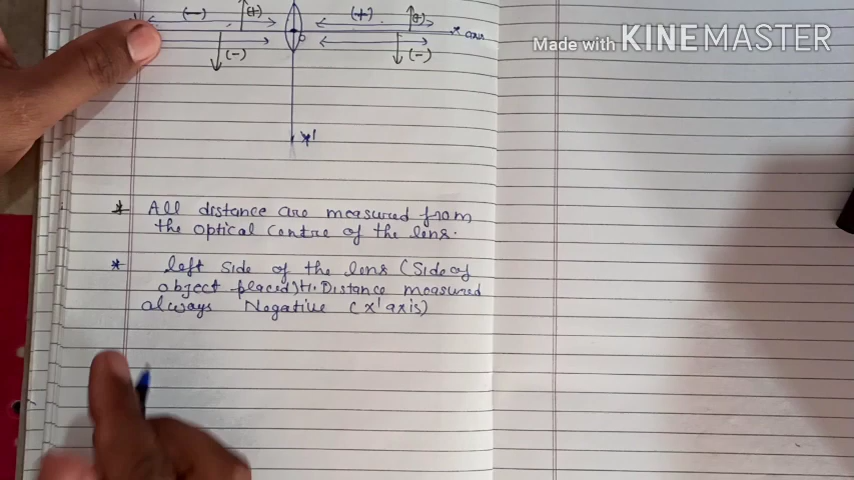 (-)
(+)
(+)
(+)
Made with KINEMASTER
(-)
(-)
All distance are measured from
the optical centre of the lens.
* left side of the lens (Side of
object placed) H. Distance measured
always Negative (x' axis)